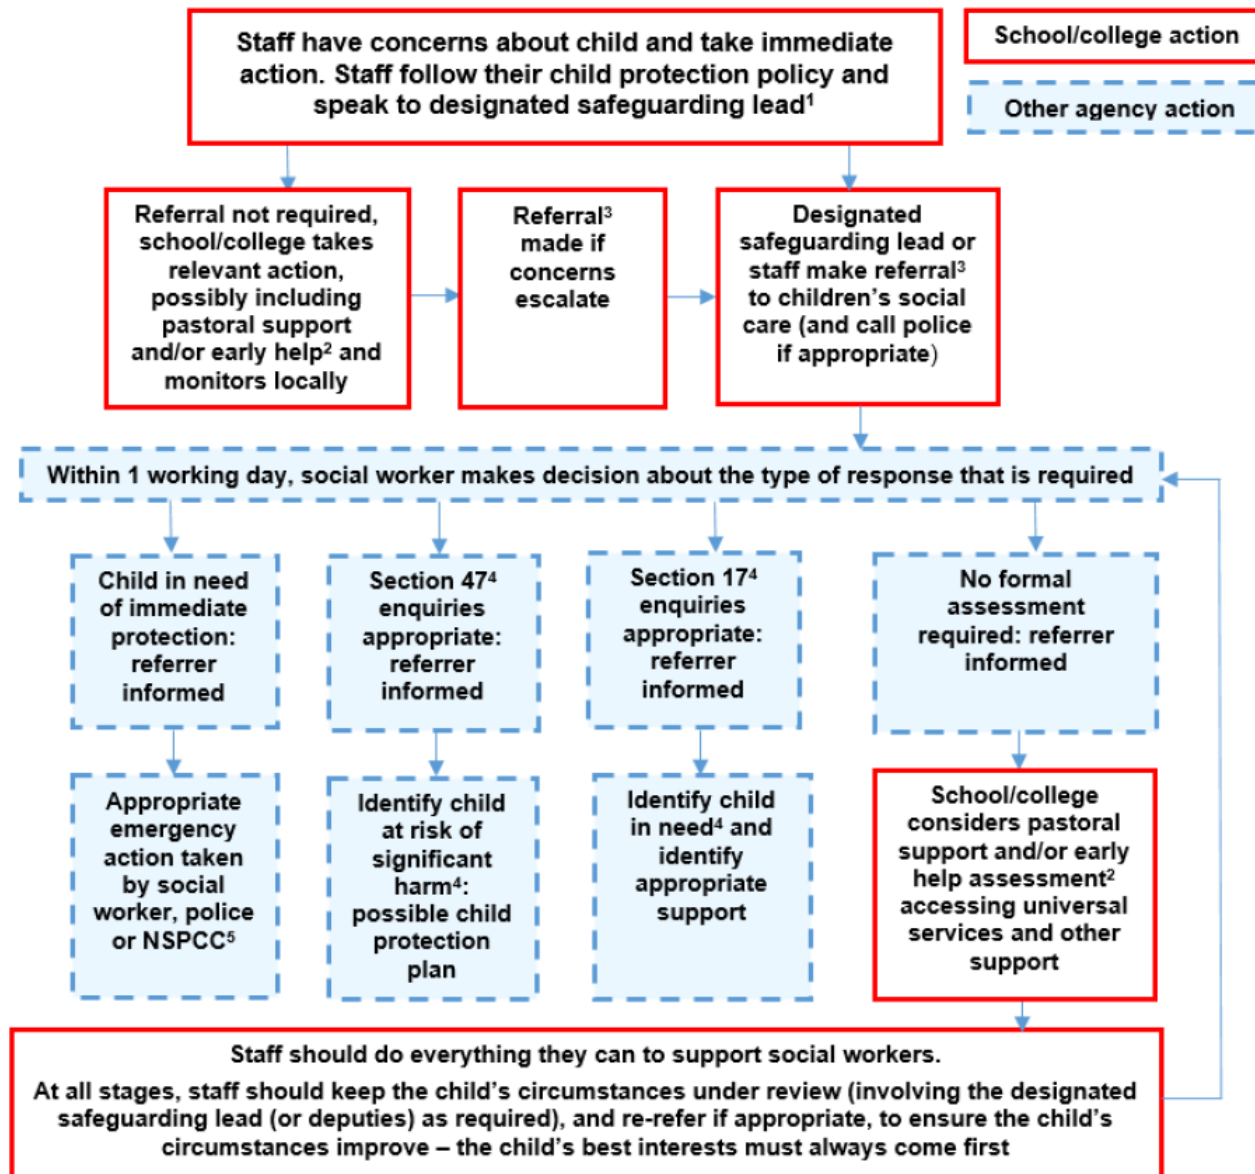 Staff have concerns about child and take immediate
action. Staff follow their child protection policy and
speak to designated safeguarding lead¹
School/college action
Other agency action
Referral not required,
school/college takes
relevant action,
possibly including
pastoral support
and/or early help² and
monitors locally
Referral³
made if
concerns
escalate
Designated
safeguarding lead or
staff make referral³
to children’s social
care (and call police
if appropriate)
Within 1 working day, social worker makes decision about the type of response that is required
Child in need
of immediate
protection:
referrer
informed
Section 47⁴
enquiries
appropriate:
referrer
informed
Section 17⁴
enquiries
appropriate:
referrer
informed
No formal
assessment
required: referrer
informed
Appropriate
emergency
action taken
by social
worker, police
or NSPCC⁵
Identify child
at risk of
significant
harm⁴:
possible child
protection
plan
Identify child
in need⁴ and
identify
appropriate
support
School/college
considers pastoral
support and/or early
help assessment²
accessing universal
services and other
support
Staff should do everything they can to support social workers.
At all stages, staff should keep the child’s circumstances under review (involving the designated
safeguarding lead (or deputies) as required), and re-refer if appropriate, to ensure the child’s
circumstances improve – the child’s best interests must always come first